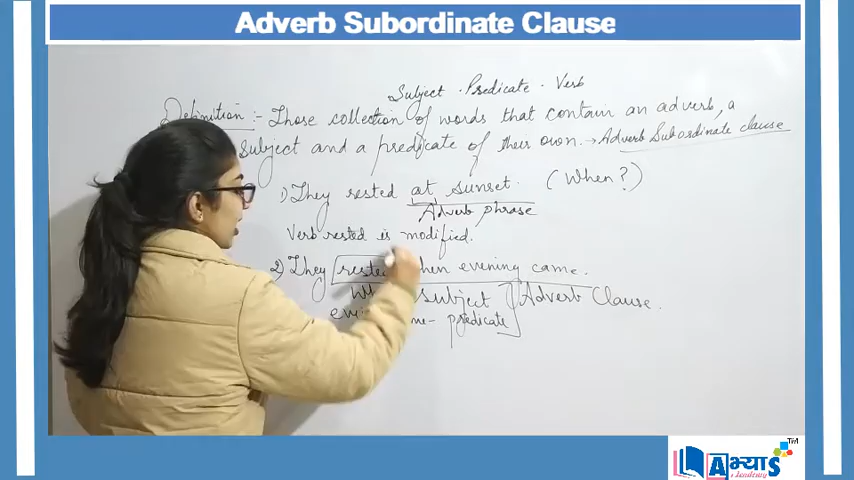 Adverb Subordinate Clause
Subject . Predicate . Verb
Definition :- Those collection of words that contain an adverb, a
subject and a predicate of their own. → Adverb Subordinate clause
1) They rested at sunset. (When?)
Adverb phrase
Verb rested is modified.
2) They rested when evening came.
subject Adverb Clause.
predicate
अभ्याs
Academy
TM